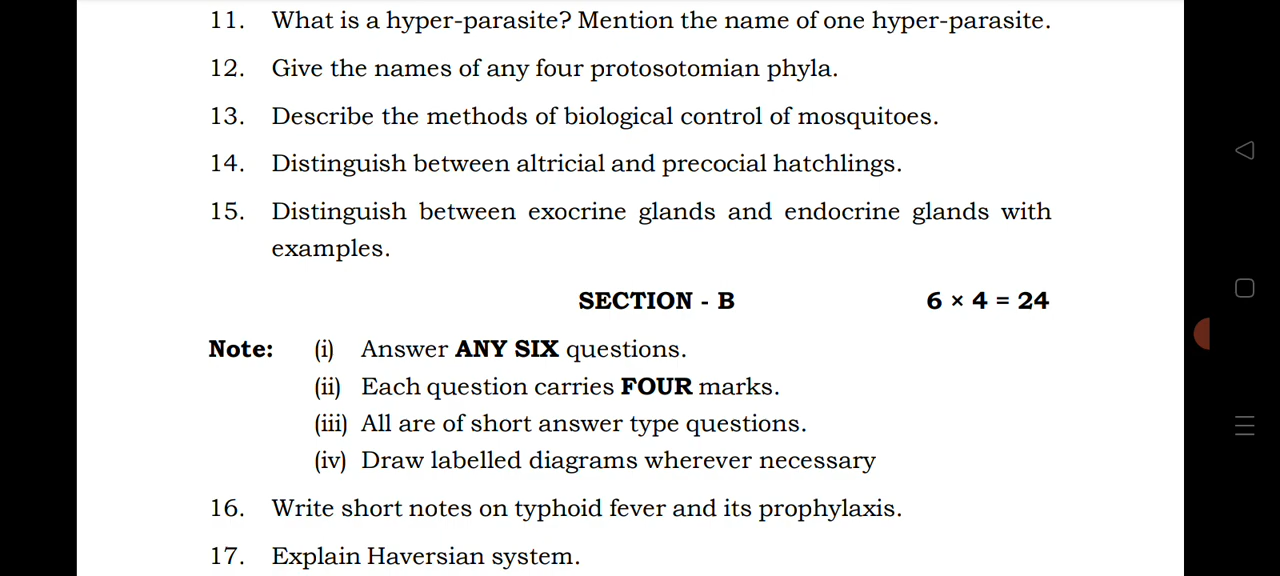 11. What is a hyper-parasite? Mention the name of one hyper-parasite.
12. Give the names of any four protosotomian phyla.
13. Describe the methods of biological control of mosquitoes.
14. Distinguish between altricial and precocial hatchlings.
15. Distinguish between exocrine glands and endocrine glands with
examples.
SECTION - B 6 × 4 = 24
Note: (i) Answer ANY SIX questions.
(ii) Each question carries FOUR marks.
(iii) All are of short answer type questions.
(iv) Draw labelled diagrams wherever necessary
16. Write short notes on typhoid fever and its prophylaxis.
17. Explain Haversian system.